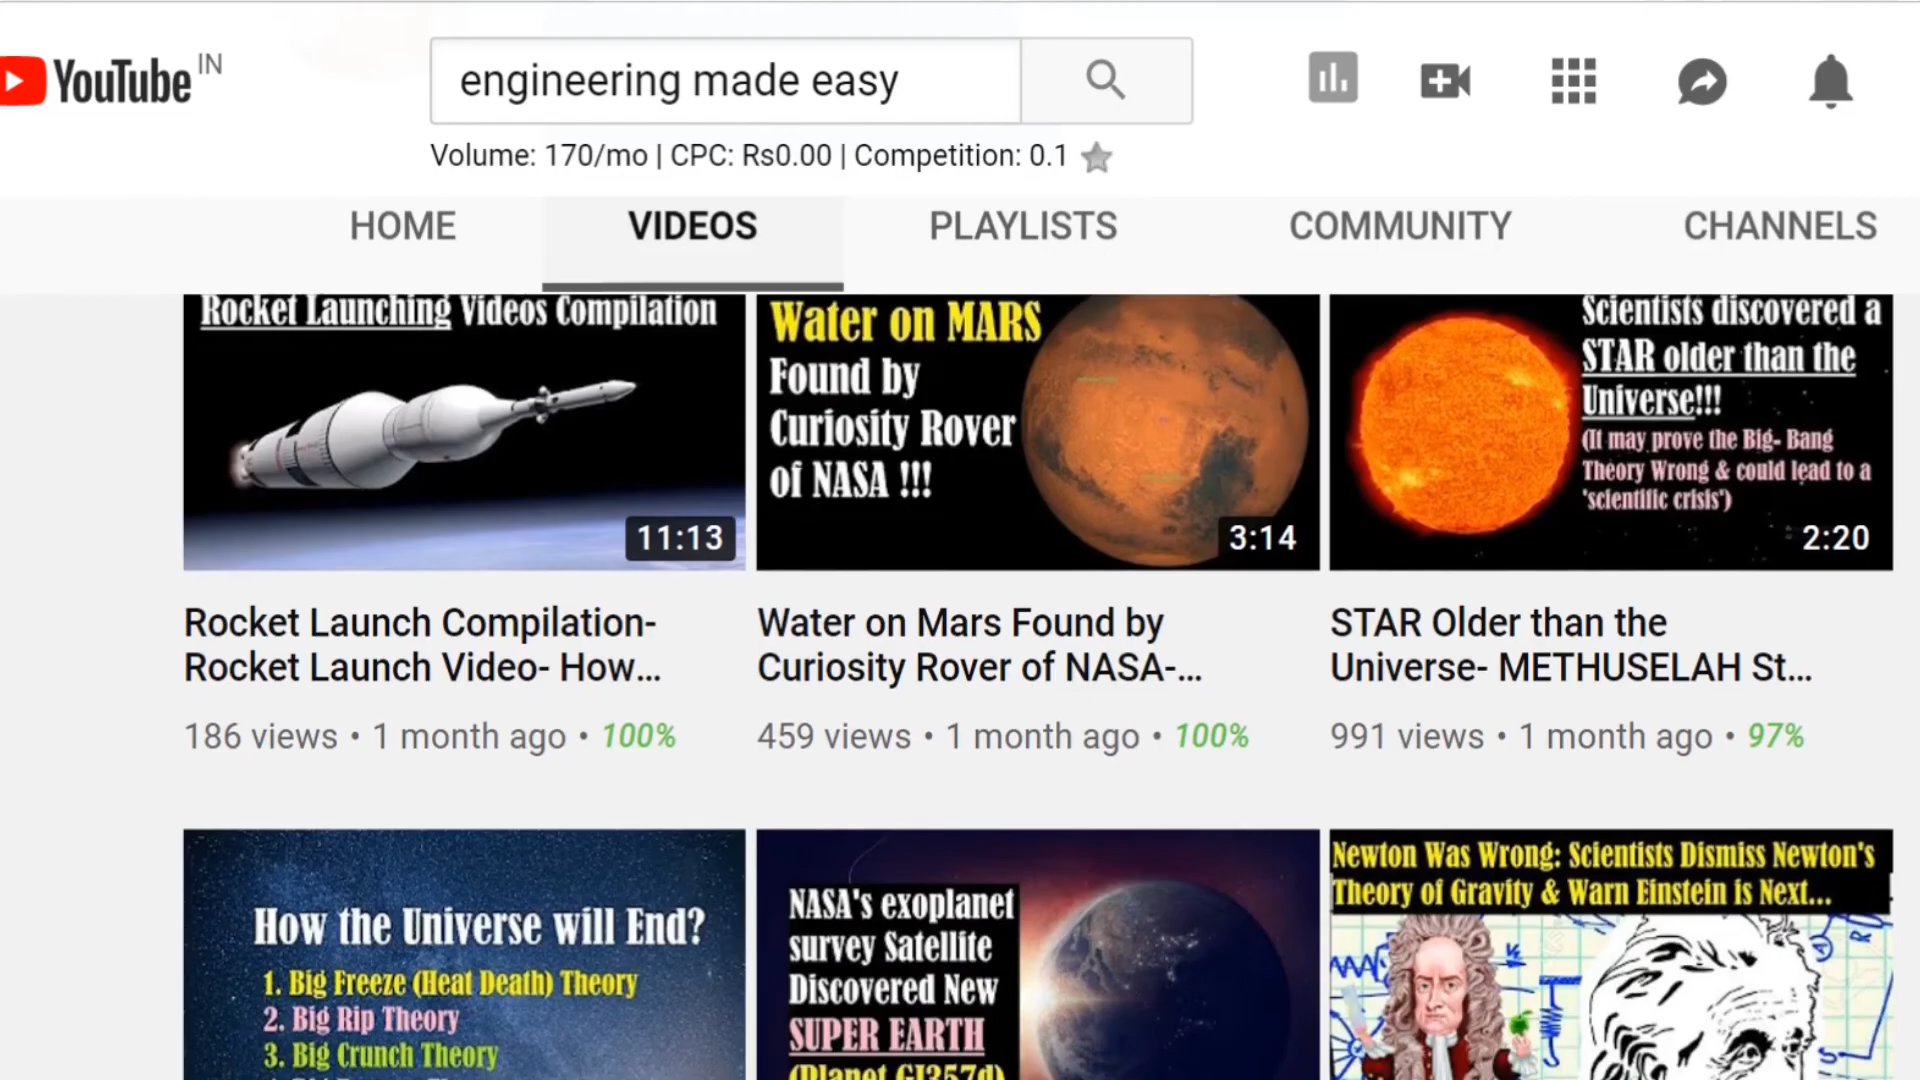 YouTube IN
engineering made easy
Volume: 170/mo | CPC: Rs0.00 | Competition: 0.1
HOME VIDEOS PLAYLISTS COMMUNITY CHANNELS
Rocket Launching Videos Compilation
11:13
Water on MARS
Found by
Curiosity Rover
of NASA !!!
3:14
Scientists discovered a
STAR older than the
Universe!!!
(It may prove the Big- Bang
Theory Wrong & could lead to a
'scientific crisis')
2:20
Rocket Launch Compilation-
Rocket Launch Video- How...
186 views • 1 month ago • 100%
Water on Mars Found by
Curiosity Rover of NASA-...
459 views • 1 month ago • 100%
STAR Older than the
Universe- METHUSELAH St...
991 views • 1 month ago • 97%
How the Universe will End?
1. Big Freeze (Heat Death) Theory
2. Big Rip Theory
3. Big Crunch Theory
NASA's exoplanet
survey Satellite
Discovered New
SUPER EARTH
(Planet GJ357d)
Newton Was Wrong: Scientists Dismiss Newton's
Theory of Gravity & Warn Einstein is Next...